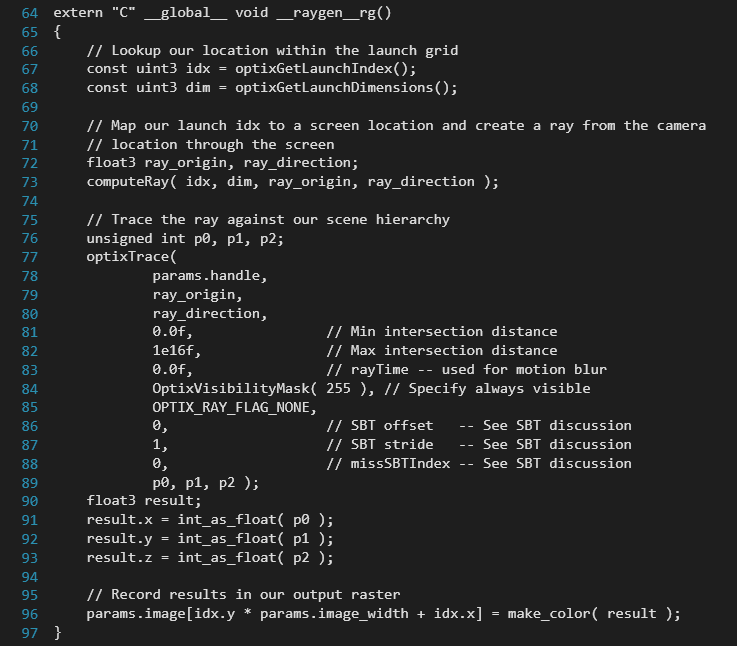 64 extern "C" __global__ void __raygen__rg()
65 {
66     // Lookup our location within the launch grid
67     const uint3 idx = optixGetLaunchIndex();
68     const uint3 dim = optixGetLaunchDimensions();
69
70     // Map our launch idx to a screen location and create a ray from the camera
71     // location through the screen
72     float3 ray_origin, ray_direction;
73     computeRay( idx, dim, ray_origin, ray_direction );
74
75     // Trace the ray against our scene hierarchy
76     unsigned int p0, p1, p2;
77     optixTrace(
78             params.handle,
79             ray_origin,
80             ray_direction,
81             0.0f,                // Min intersection distance
82             1e16f,               // Max intersection distance
83             0.0f,                // rayTime -- used for motion blur
84             OptixVisibilityMask( 255 ), // Specify always visible
85             OPTIX_RAY_FLAG_NONE,
86             0,                   // SBT offset   -- See SBT discussion
87             1,                   // SBT stride   -- See SBT discussion
88             0,                   // missSBTIndex -- See SBT discussion
89             p0, p1, p2 );
90     float3 result;
91     result.x = int_as_float( p0 );
92     result.y = int_as_float( p1 );
93     result.z = int_as_float( p2 );
94
95     // Record results in our output raster
96     params.image[idx.y * params.image_width + idx.x] = make_color( result );
97 }